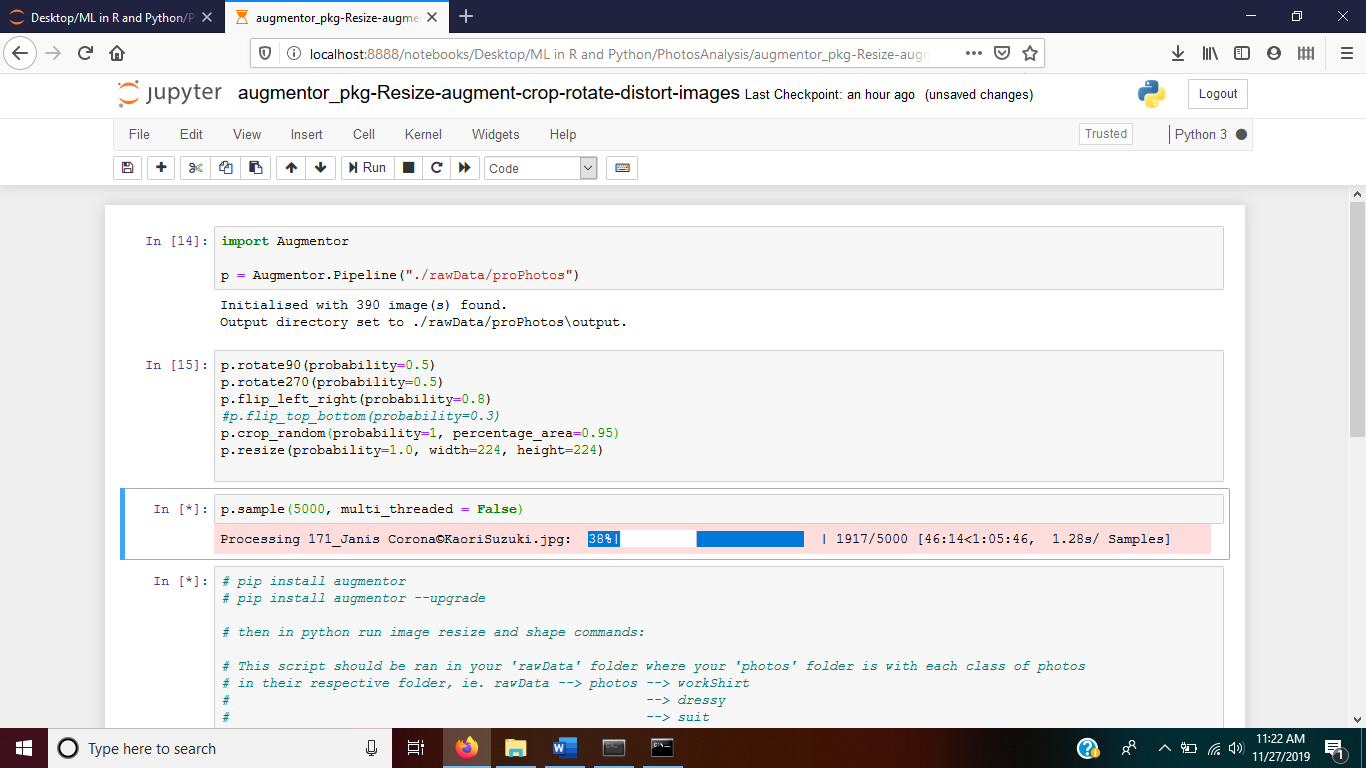 Desktop/ML in R and Python/P
augmentor_pkg-Resize-augme
localhost:8888/notebooks/Desktop/ML in R and Python/PhotosAnalysis/augmentor_pkg-Resize-augn
jupyter augmentor_pkg-Resize-augment-crop-rotate-distort-images Last Checkpoint: an hour ago (unsaved changes)
Logout
File Edit View Insert Cell Kernel Widgets Help
Trusted
Python 3
Run
Code
In [14]: import Augmentor
p = Augmentor.Pipeline("./rawData/proPhotos")
Initialised with 390 image(s) found.
Output directory set to ./rawData/proPhotos\output.
In [15]: p.rotate90(probability=0.5)
p.rotate270(probability=0.5)
p.flip_left_right(probability=0.8)
#p.flip_top_bottom(probability=0.3)
p.crop_random(probability=1, percentage_area=0.95)
p.resize(probability=1.0, width=224, height=224)
In [*]: p.sample(5000, multi_threaded = False)
Processing 171_Janis Corona©KaoriSuzuki.jpg: 38%| | 1917/5000 [46:14<1:05:46, 1.28s/ Samples]
In [*]: # pip install augmentor
# pip install augmentor --upgrade
# then in python run image resize and shape commands:
# This script should be ran in your 'rawData' folder where your 'photos' folder is with each class of photos
# in their respective folder, ie. rawData --> photos --> workShirt
# --> dressy
# --> suit
Type here to search
11:22 AM
11/27/2019
1